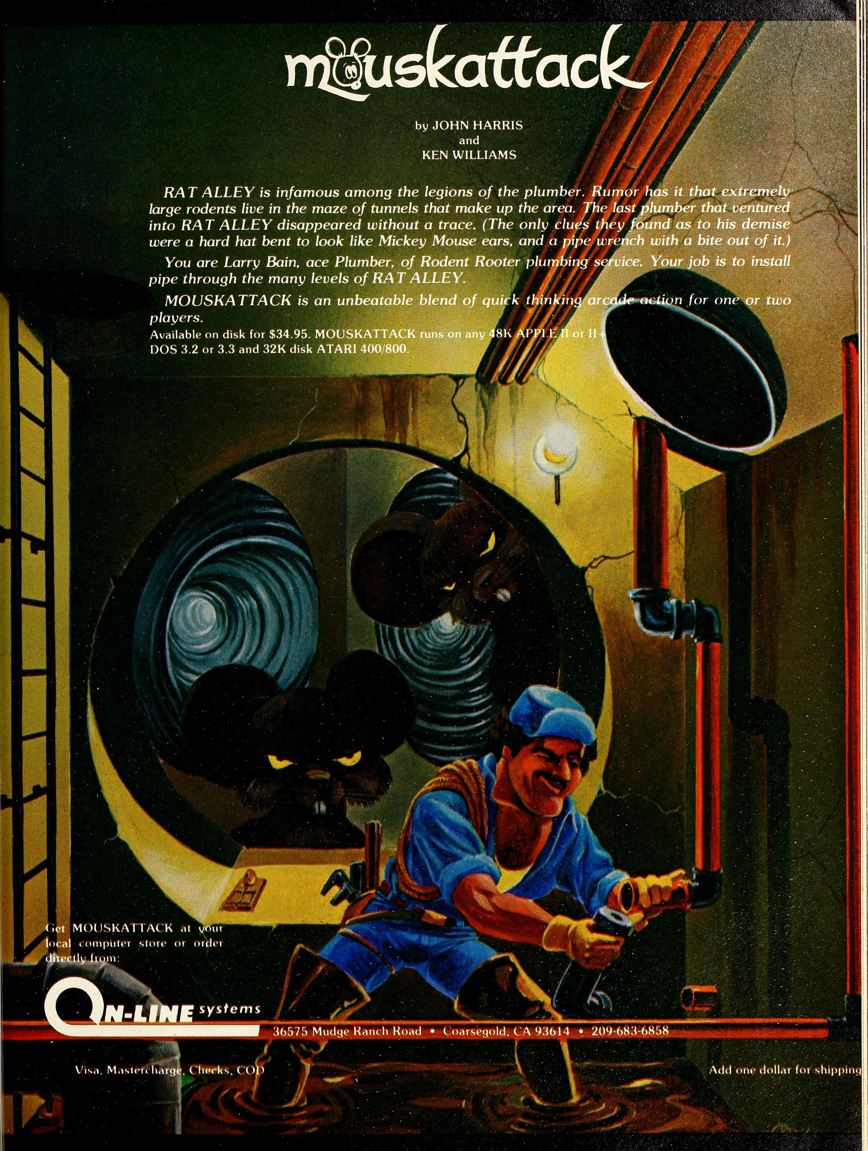 mouskattack
by JOHN HARRIS
and
KEN WILLIAMS
RAT ALLEY is infamous among the legions of the plumber. Rumor has it that extremely
large rodents live in the maze of tunnels that make up the area. The last plumber that ventured
into RAT ALLEY disappeared without a trace. (The only clues they found as to his demise
were a hard hat bent to look like Mickey Mouse ears, and a pipe wrench with a bite out of it.)
You are Larry Bain, ace Plumber, of Rodent Rooter plumbing service. Your job is to install
pipe through the many levels of RAT ALLEY.
MOUSKATTACK is an unbeatable blend of quick thinking arcade action for one or two
players.
Available on disk for $34.95. MOUSKATTACK runs on any 48K APPLE II or II+
DOS 3.2 or 3.3 and 32K disk ATARI 400/800.
Get MOUSKATTACK at your
local computer store or order
directly from:
ON-LINE systems
36575 Mudge Ranch Road • Coarsegold, CA 93614 • 209-683-6858
Visa, Mastercharge, Checks, COD
Add one dollar for shipping